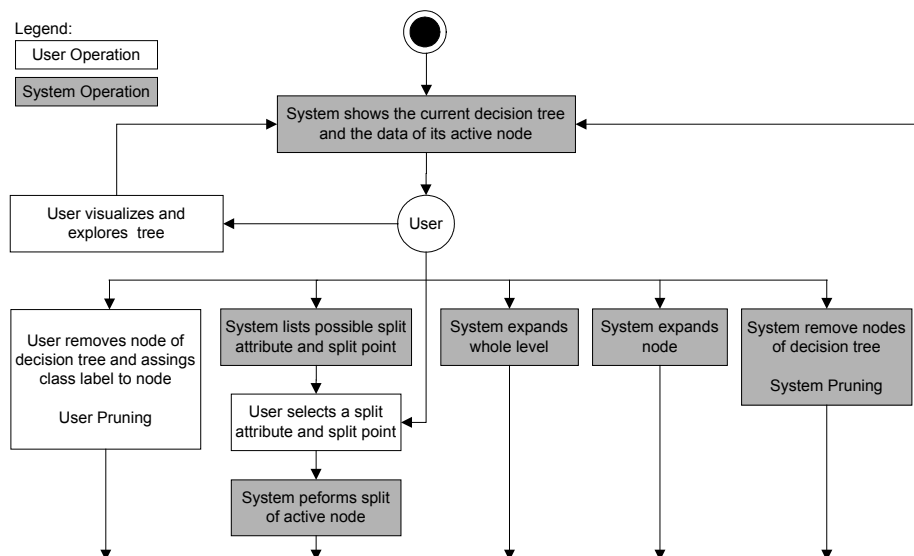 Legend:
User Operation
System Operation
System shows the current decision tree
and the data of its active node
User visualizes and
explores tree
User
User removes node of
decision tree and assings
class label to node
User Pruning
System lists possible split
attribute and split point
User selects a split
attribute and split point
System peforms split
of active node
System expands
whole level
System expands
node
System remove nodes
of decision tree
System Pruning